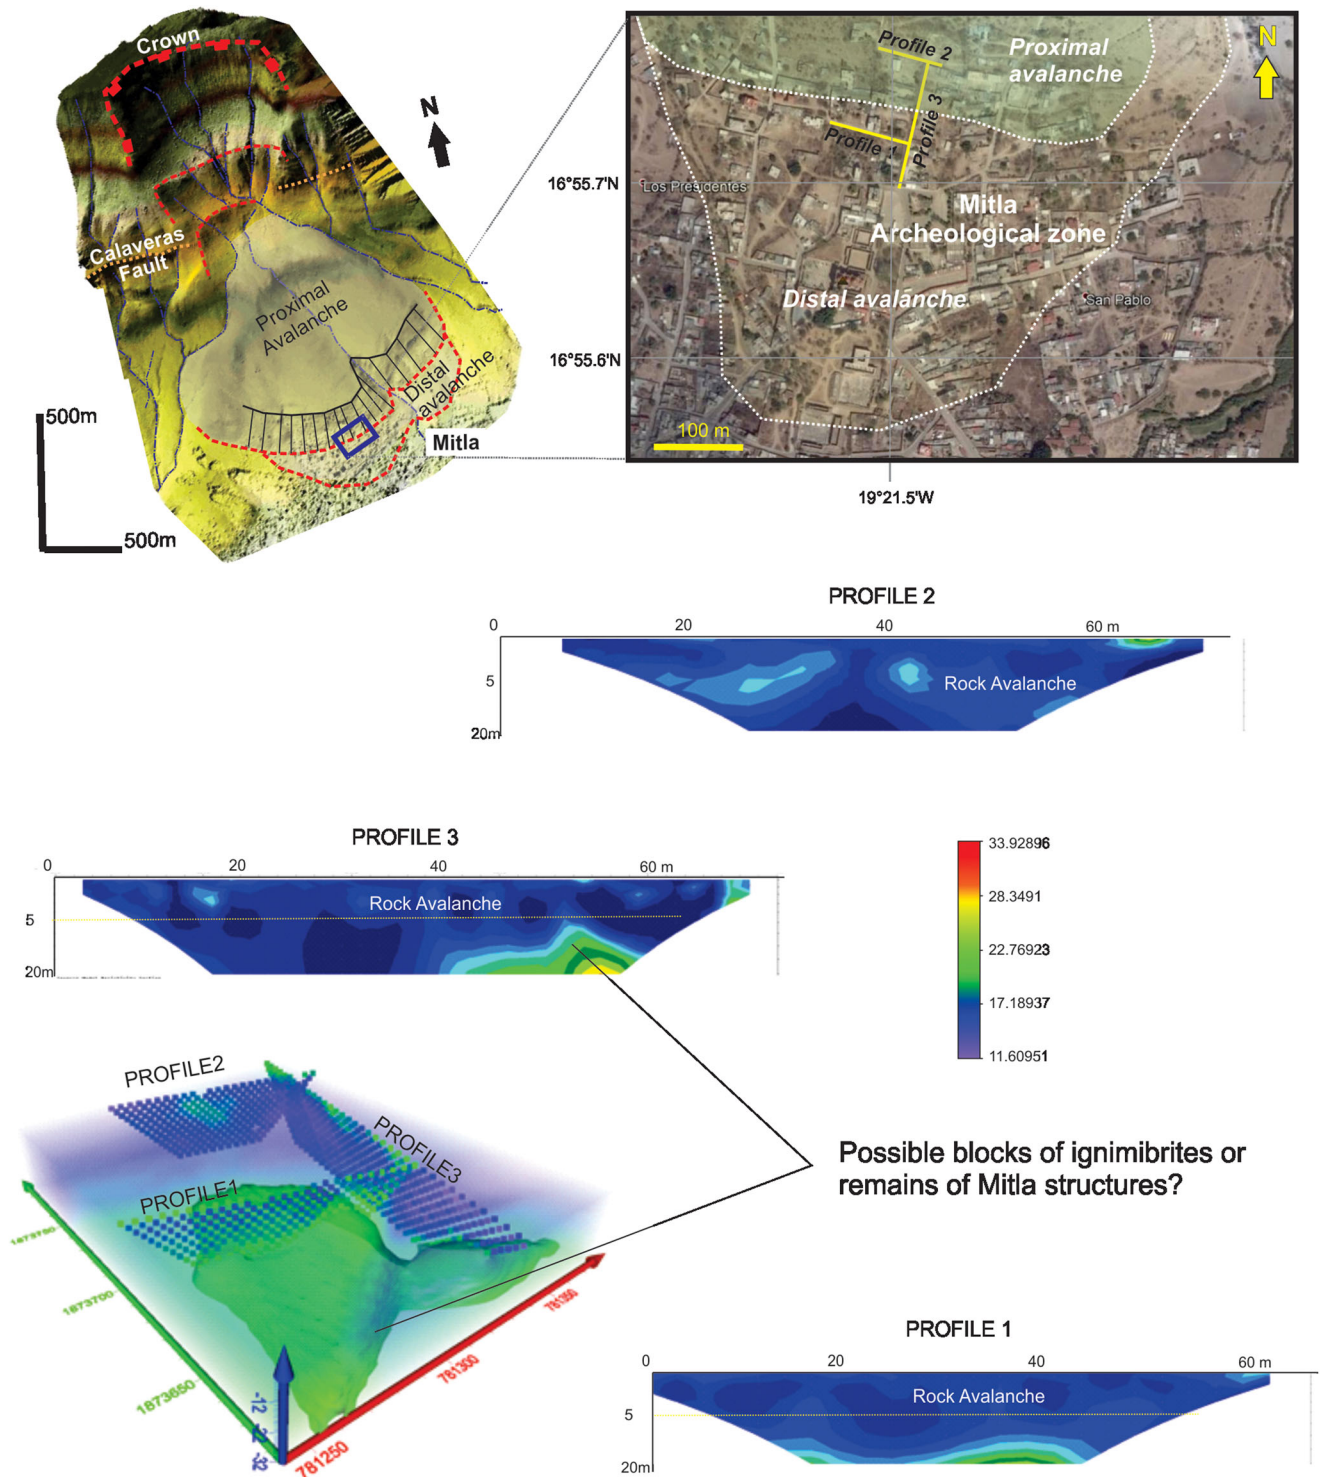 Crown
N
Calaveras
Fault
Proximal
Avalanche
Distal
avalanche
Mitla
500m
500m
Profile 2
Proximal
avalanche
N
Profile 3
Profile 1
Los Presidentes
16°55.7'N
Mitla
Archeological zone
Distal avalanche
San Pablo
16°55.6'N
100 m
19°21.5'W
PROFILE 2
0 20 40 60 m
5
Rock Avalanche
20m
PROFILE 3
0 20 40 60 m
Rock Avalanche
5
20m
33.92896
28.3491
22.76923
17.18937
11.60951
PROFILE2
PROFILE3
PROFILE1
Possible blocks of ignimibrites or
remains of Mitla structures?
1873700
1873650
781350
781300
781250
-12
-13
PROFILE 1
0 20 40 60 m
Rock Avalanche
5
20m